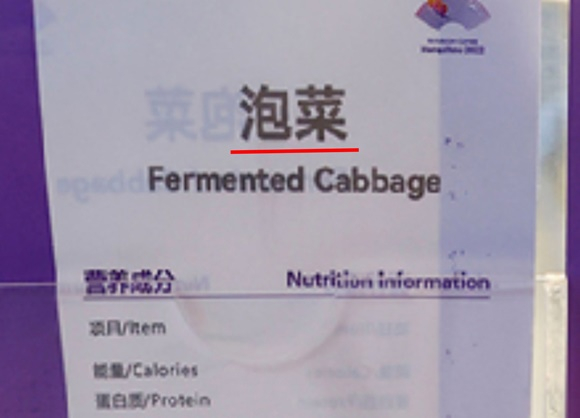 Hangzhou 2022
泡菜
Fermented Cabbage
营养成分 Nutrition information
项目/Item
能量/Calories
蛋白质/Protein